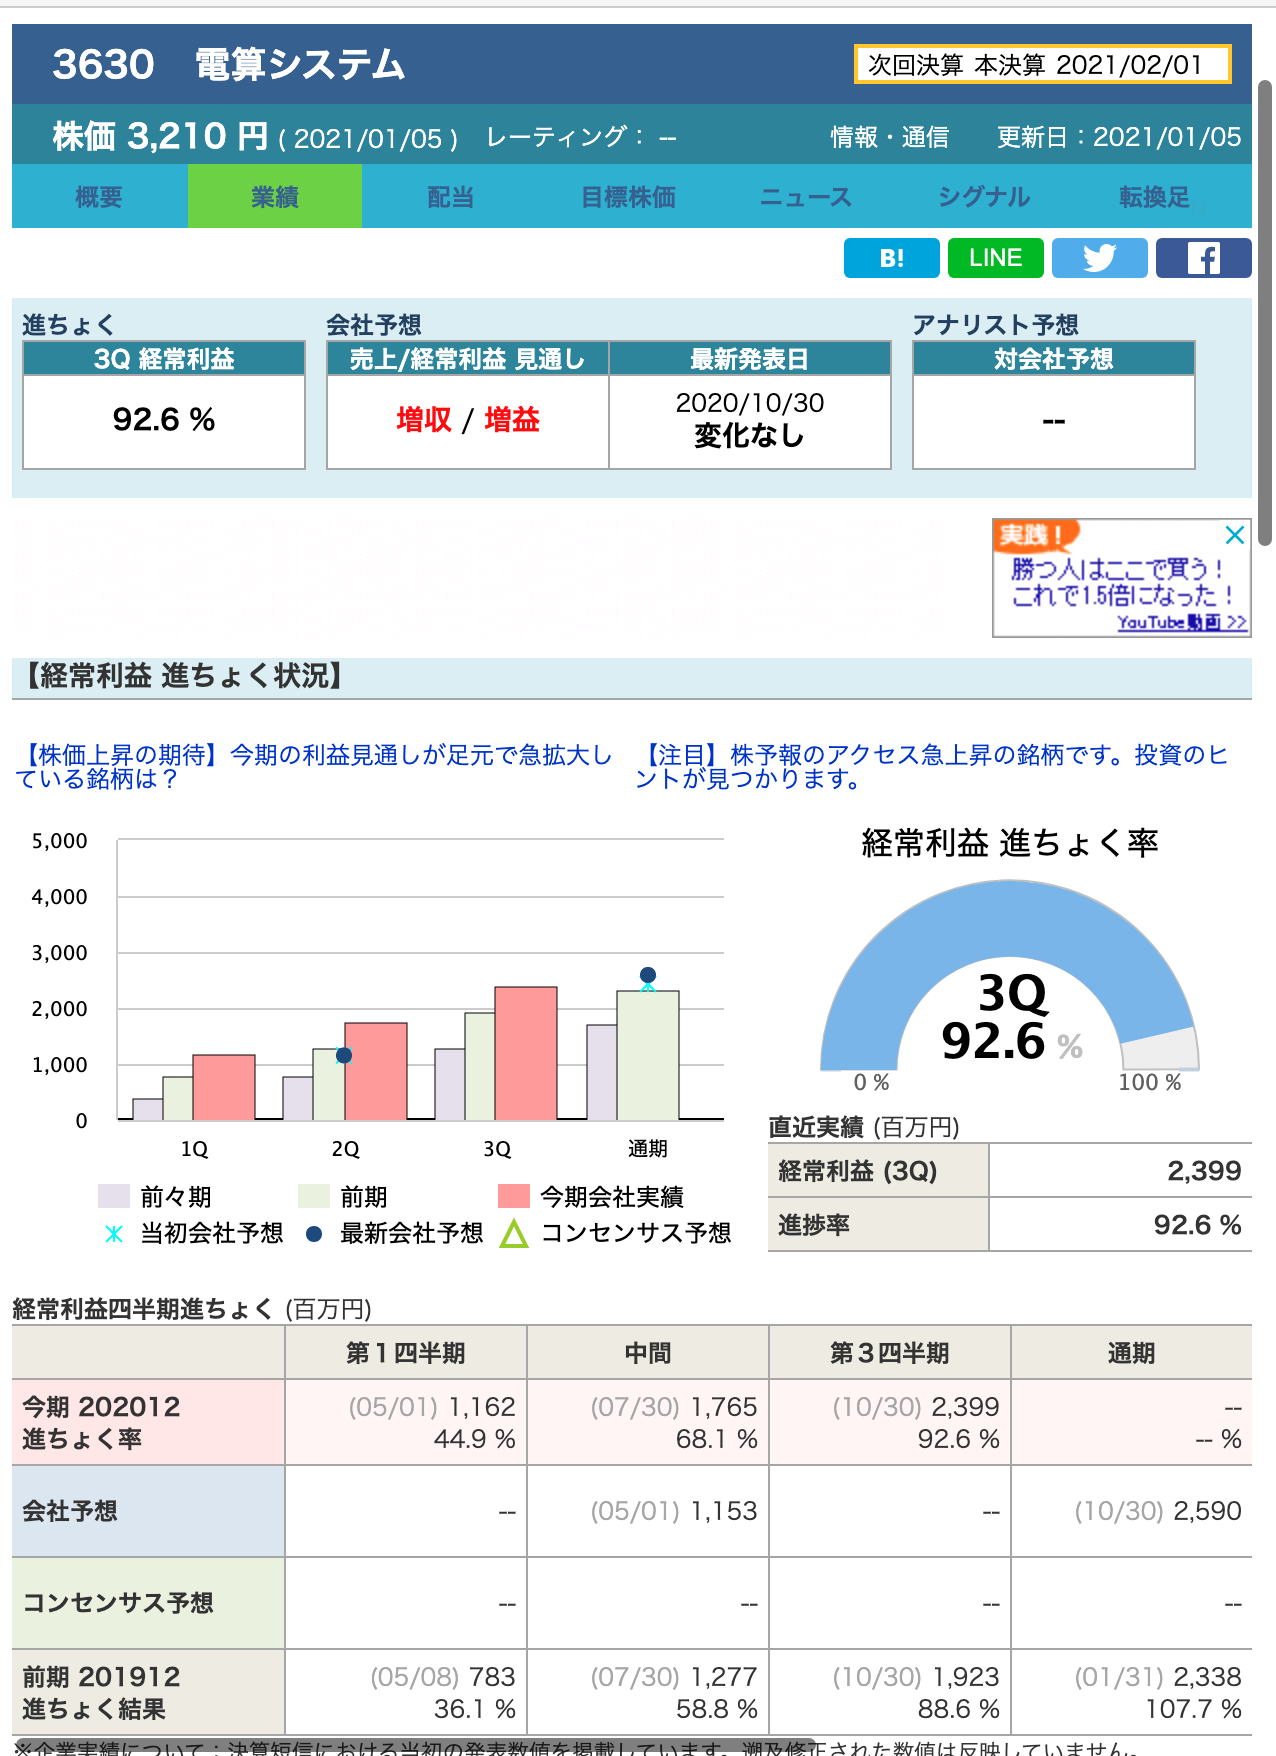 3630 電算システム
次回決算 本決算 2021/02/01
株価 3,210 円 ( 2021/01/05 ) レーティング： -- 情報・通信 更新日：2021/01/05
概要 業績 配当 目標株価 ニュース シグナル 転換足
B! LINE
進ちょく 会社予想 アナリスト予想
3Q 経常利益 売上/経常利益 見通し 最新発表日 対会社予想
92.6 % 増収 / 増益 2020/10/30 --
変化なし
実践！
勝つ人はここで買う！
これで1.5倍になった！
YouTube動画 >>
【経常利益 進ちょく状況】
【株価上昇の期待】今期の利益見通しが足元で急拡大し
ている銘柄は？
【注目】株予報のアクセス急上昇の銘柄です。投資のヒ
ントが見つかります。
5,000
4,000
3,000
2,000
1,000
0
1Q 2Q 3Q 通期
前々期 前期 今期会社実績
当初会社予想 最新会社予想 コンセンサス予想
経常利益 進ちょく率
3Q
92.6 %
0 % 100 %
直近実績 (百万円)
経常利益 (3Q) 2,399
進捗率 92.6 %
経常利益四半期進ちょく (百万円)
第１四半期 中間 第３四半期 通期
今期 202012 (05/01) 1,162 (07/30) 1,765 (10/30) 2,399 --
進ちょく率 44.9 % 68.1 % 92.6 % -- %
会社予想 -- (05/01) 1,153 -- (10/30) 2,590
コンセンサス予想 -- -- -- --
前期 201912 (05/08) 783 (07/30) 1,277 (10/30) 1,923 (01/31) 2,338
進ちょく結果 36.1 % 58.8 % 88.6 % 107.7 %
※企業実績について：決算短信における当初の発表数値を掲載しています。遡及修正された数値は反映していません。